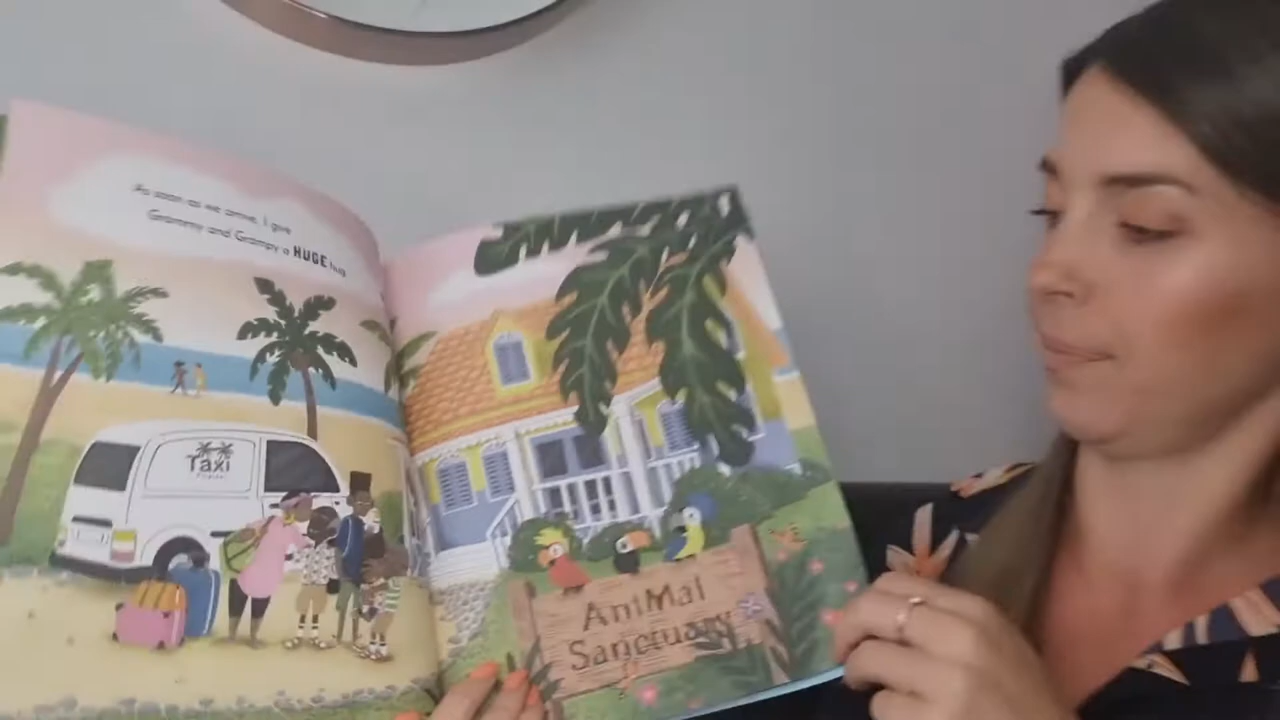 As soon as we arrive, I give
Grammy and Grampy a HUGE hug.
Taxi
AniMal
Sanctuary